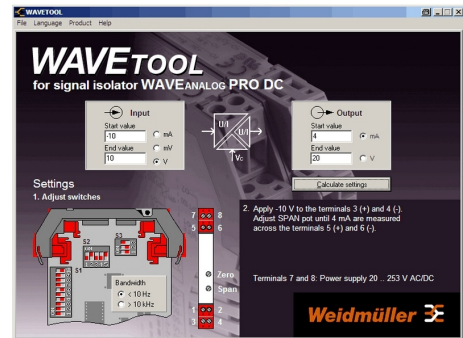 WAVETOOL
File Language Product Help
WAVETOOL
for signal isolator WAVEANALOG PRO DC
Input
Start value
-10
mA
mV
End value
10
V
U/I
U/I
Vc
Output
Start value
4
mA
End value
20
V
Calculate settings
Settings
1. Adjust switches
S1
S2
S3
Bandwidth
< 10 Hz
> 10 kHz
7 8
5 6
Zero
Span
1 2
3 4
2. Apply -10 V to the terminals 3 (+) and 4 (-).
Adjust SPAN pot until 4 mA are measured
across the terminals 5 (+) and 6 (-).
Terminals 7 and 8: Power supply 20 .. 253 V AC/DC
Weidmüller